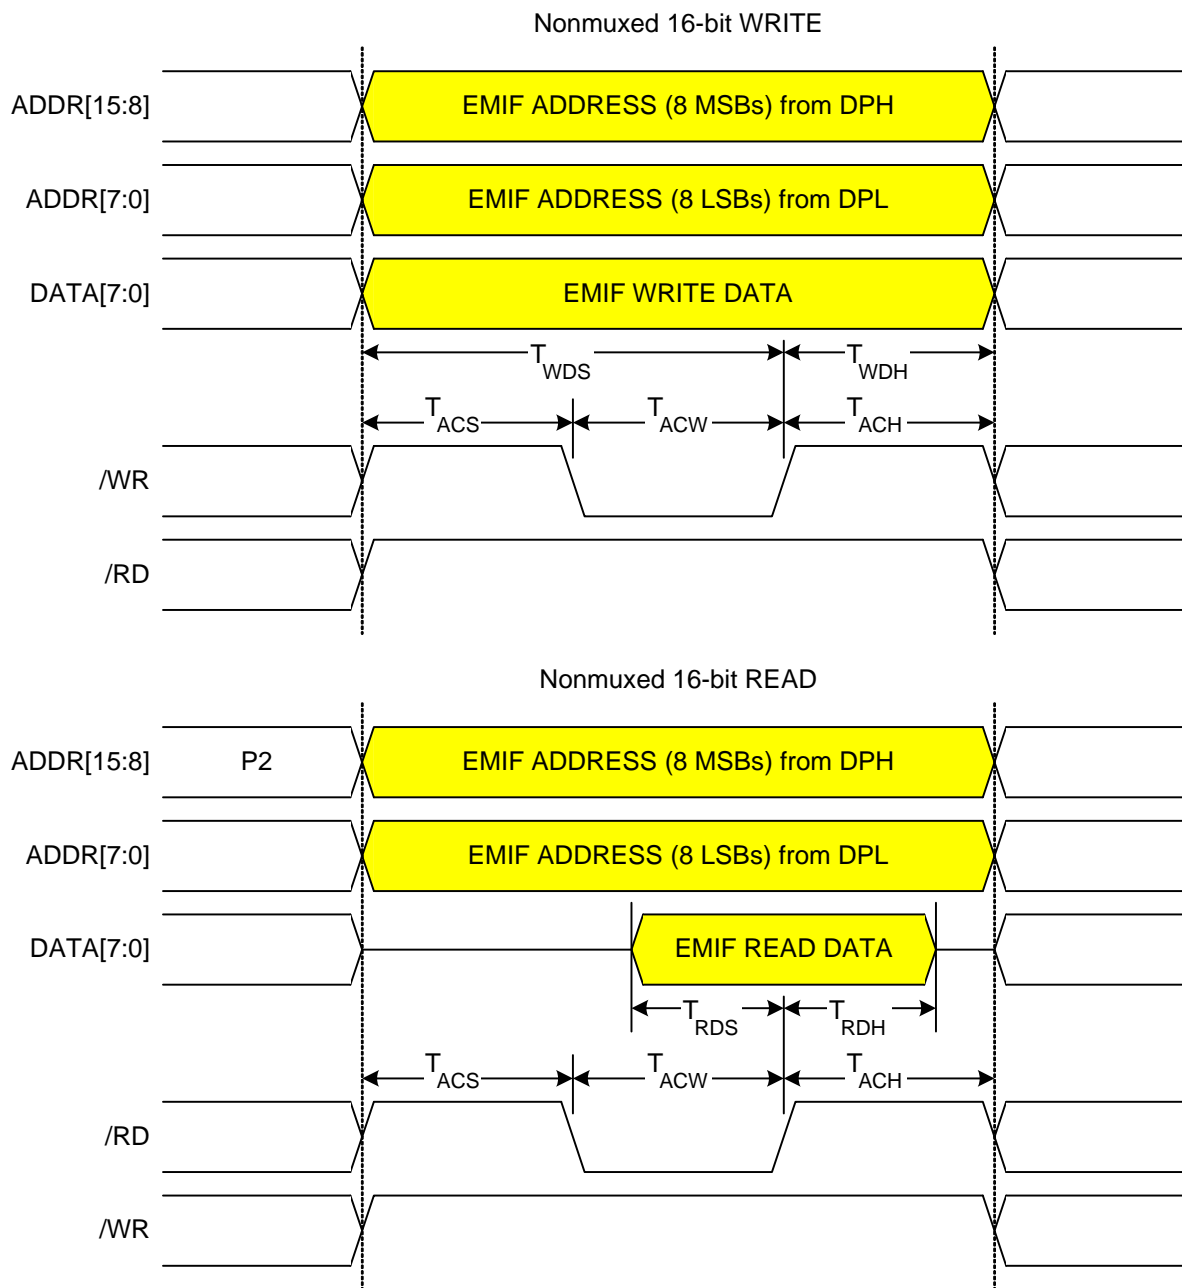 Nonmuxed 16-bit WRITE
ADDR[15:8] EMIF ADDRESS (8 MSBs) from DPH
ADDR[7:0] EMIF ADDRESS (8 LSBs) from DPL
DATA[7:0] EMIF WRITE DATA
TWDS TWDH
TACS TACW TACH
/WR
/RD
Nonmuxed 16-bit READ
ADDR[15:8] P2 EMIF ADDRESS (8 MSBs) from DPH
ADDR[7:0] EMIF ADDRESS (8 LSBs) from DPL
DATA[7:0] EMIF READ DATA
TRDS TRDH
TACS TACW TACH
/RD
/WR